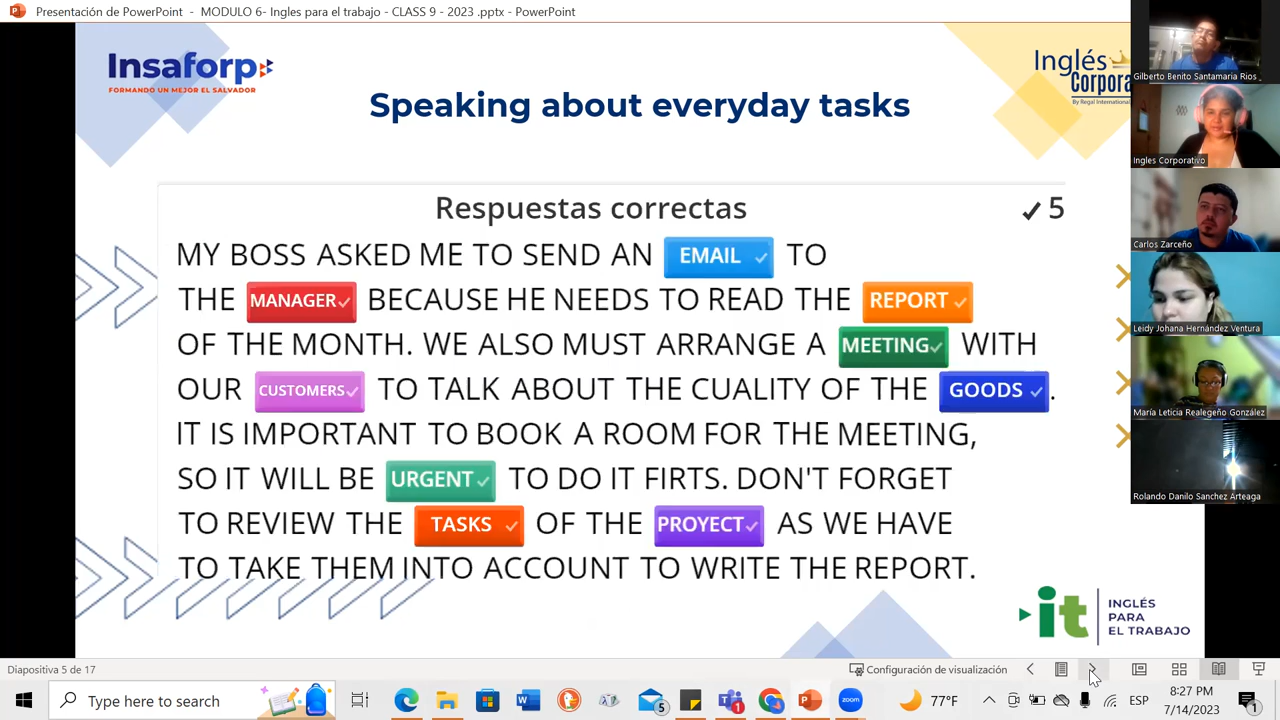 Presentación de PowerPoint - MODULO 6- Ingles para el trabajo - CLASS 9 - 2023 .pptx - PowerPoint
Insaforp
FORMANDO UN MEJOR EL SALVADOR
Inglés
Corpora
By Regal International
Speaking about everyday tasks
Respuestas correctas ✓ 5
MY BOSS ASKED ME TO SEND AN EMAIL TO
THE MANAGER BECAUSE HE NEEDS TO READ THE REPORT
OF THE MONTH. WE ALSO MUST ARRANGE A MEETING WITH
OUR CUSTOMERS TO TALK ABOUT THE CUALITY OF THE GOODS.
IT IS IMPORTANT TO BOOK A ROOM FOR THE MEETING,
SO IT WILL BE URGENT TO DO IT FIRTS. DON'T FORGET
TO REVIEW THE TASKS OF THE PROYECT AS WE HAVE
TO TAKE THEM INTO ACCOUNT TO WRITE THE REPORT.
it INGLÉS
PARA
EL TRABAJO
Gilberto Benito Santamaria Rios
Ingles Corporativo
Carlos Zarceño
Leidy Johana Hernández Ventura
María Leticia Realegeño González
Rolando Danilo Sanchez Arteaga
Diapositiva 5 de 17
Configuración de visualización
Type here to search
5
1
zoom
77°F
ESP
8:27 PM
7/14/2023
1